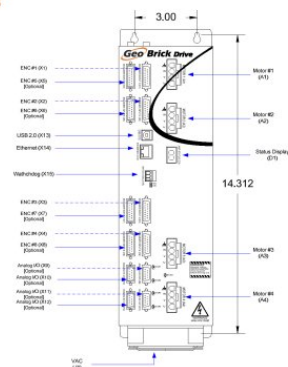 3.00
Geo Brick Drive
ENC #1 (X1)
ENC #5 (X5)
[Optional]
ENC #2 (X2)
ENC #6 (X6)
[Optional]
USB 2.0 (X13)
Ethernet (X14)
Wathchdog (X15)
ENC #3 (X3)
ENC #7 (X7)
[Optional]
ENC #4 (X4)
ENC #8 (X8)
[Optional]
Analog I/O (X9)
[Optional]
Analog I/O (X10)
[Optional]
Analog I/O (X11)
[Optional]
Analog I/O (X12)
[Optional]
Motor #1
(A1)
Motor #2
(A2)
Status Display
(D1)
14.312
Motor #3
(A3)
Motor #4
(A4)
VAC